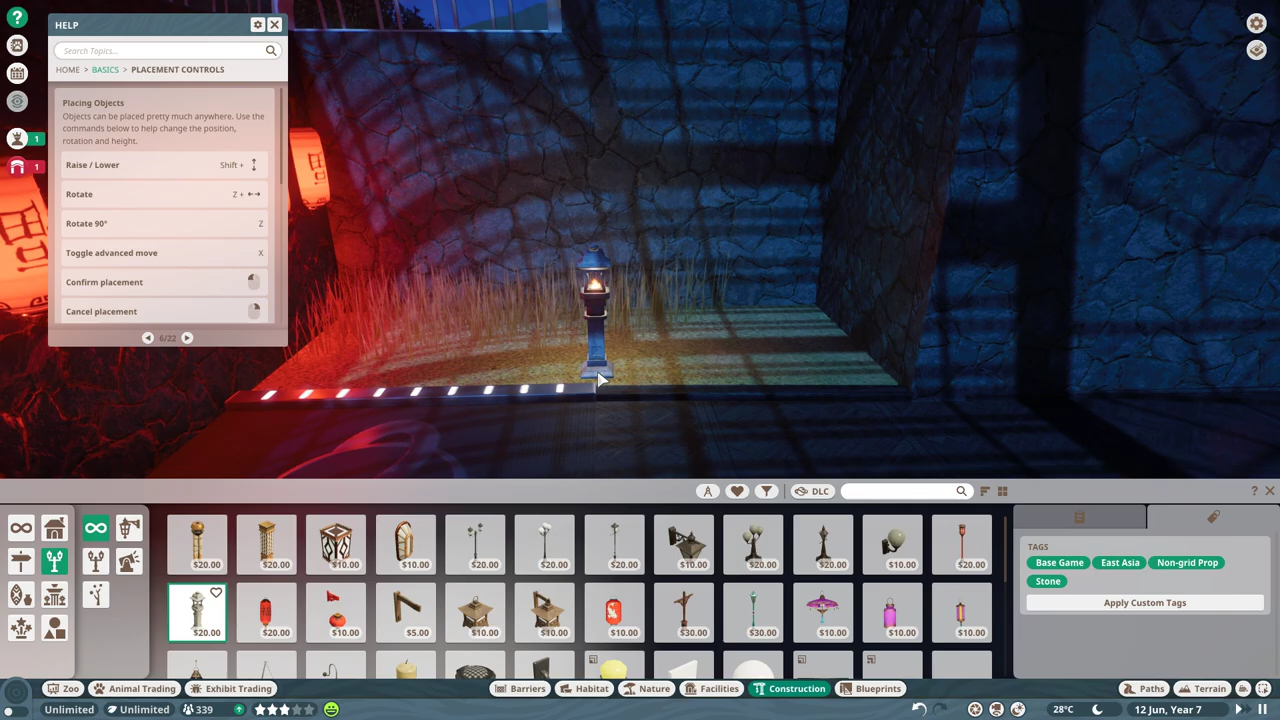 HELP
Search Topics...
HOME > BASICS > PLACEMENT CONTROLS
Placing Objects
Objects can be placed pretty much anywhere. Use the
commands below to help change the position,
rotation and height.
Raise / Lower Shift +
Rotate Z +
Rotate 90° Z
Toggle advanced move X
Confirm placement
Cancel placement
6/22
1
1
DLC
?
$20.00 $20.00 $10.00 $10.00 $20.00 $20.00 $20.00 $10.00 $20.00 $20.00 $10.00 $20.00
$20.00 $20.00 $10.00 $5.00 $10.00 $10.00 $10.00 $30.00 $30.00 $10.00 $10.00 $10.00
TAGS
Base Game East Asia Non-grid Prop
Stone
Apply Custom Tags
Zoo Animal Trading Exhibit Trading Barriers Habitat Nature Facilities Construction Blueprints Paths Terrain
Unlimited Unlimited 339 28°C 12 Jun, Year 7